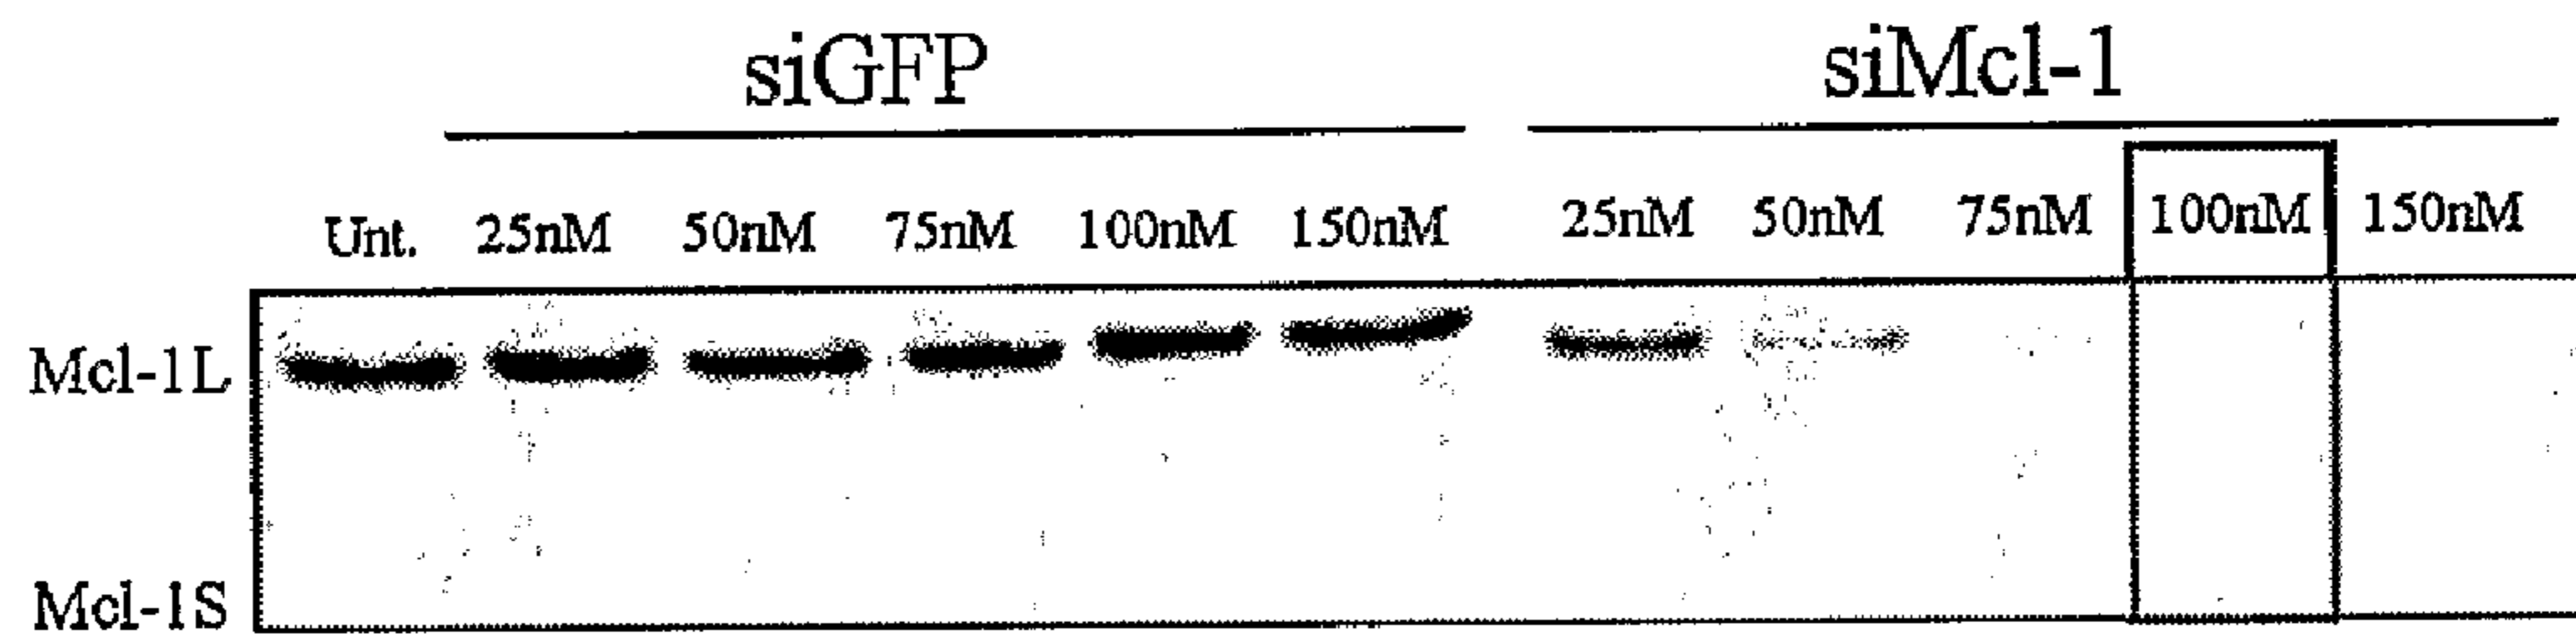 siGFP siMcl-1
Unt. 25nM 50nM 75nM 100nM 150nM 25nM 50nM 75nM 100nM 150nM
Mcl-1L
Mcl-1S